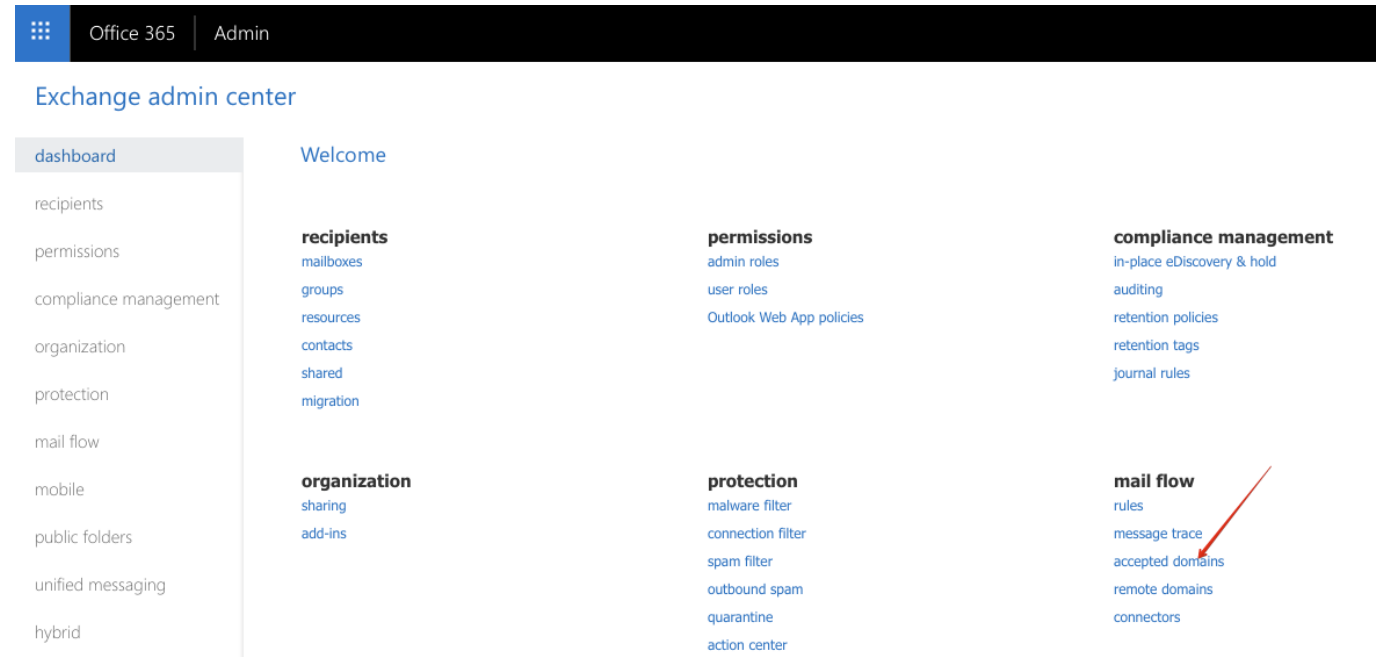 Office 365 Admin
Exchange admin center
dashboard
recipients
permissions
compliance management
organization
protection
mail flow
mobile
public folders
unified messaging
hybrid
Welcome
recipients
mailboxes
groups
resources
contacts
shared
migration
permissions
admin roles
user roles
Outlook Web App policies
compliance management
in-place eDiscovery & hold
auditing
retention policies
retention tags
journal rules
organization
sharing
add-ins
protection
malware filter
connection filter
spam filter
outbound spam
quarantine
action center
mail flow
rules
message trace
accepted domains
remote domains
connectors